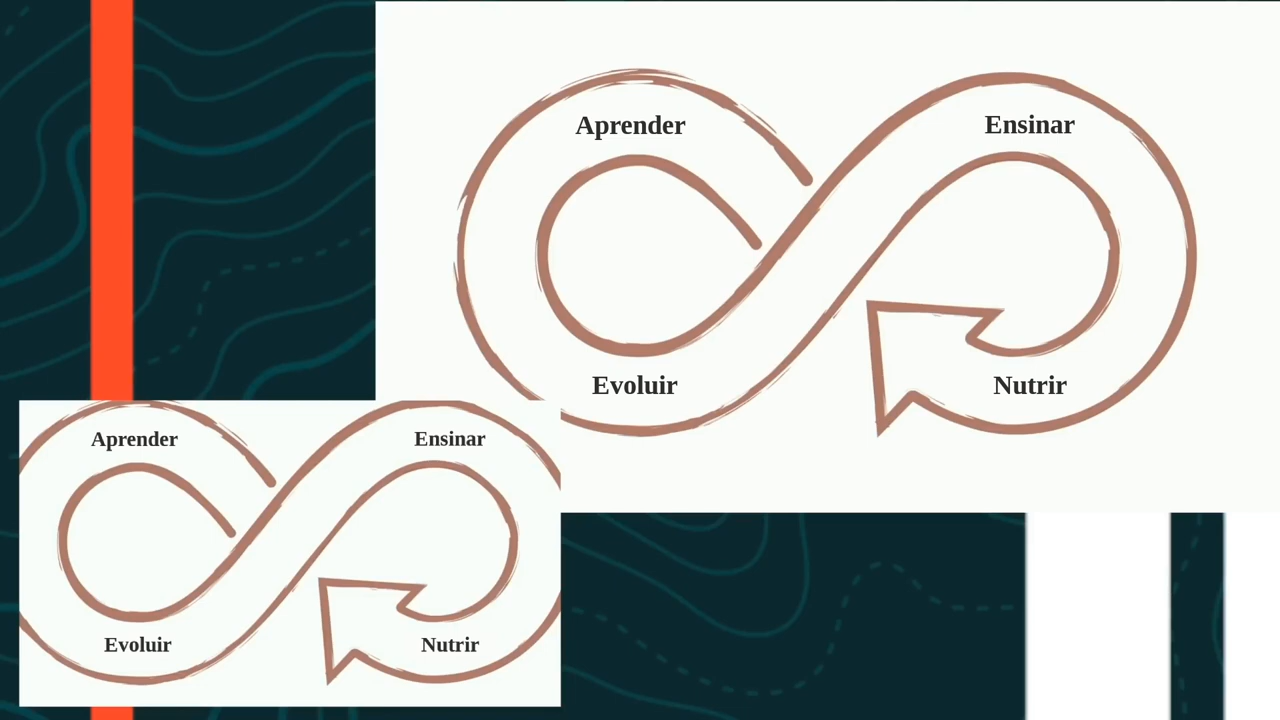 Aprender
Ensinar
Evoluir
Nutrir
Aprender
Ensinar
Evoluir
Nutrir